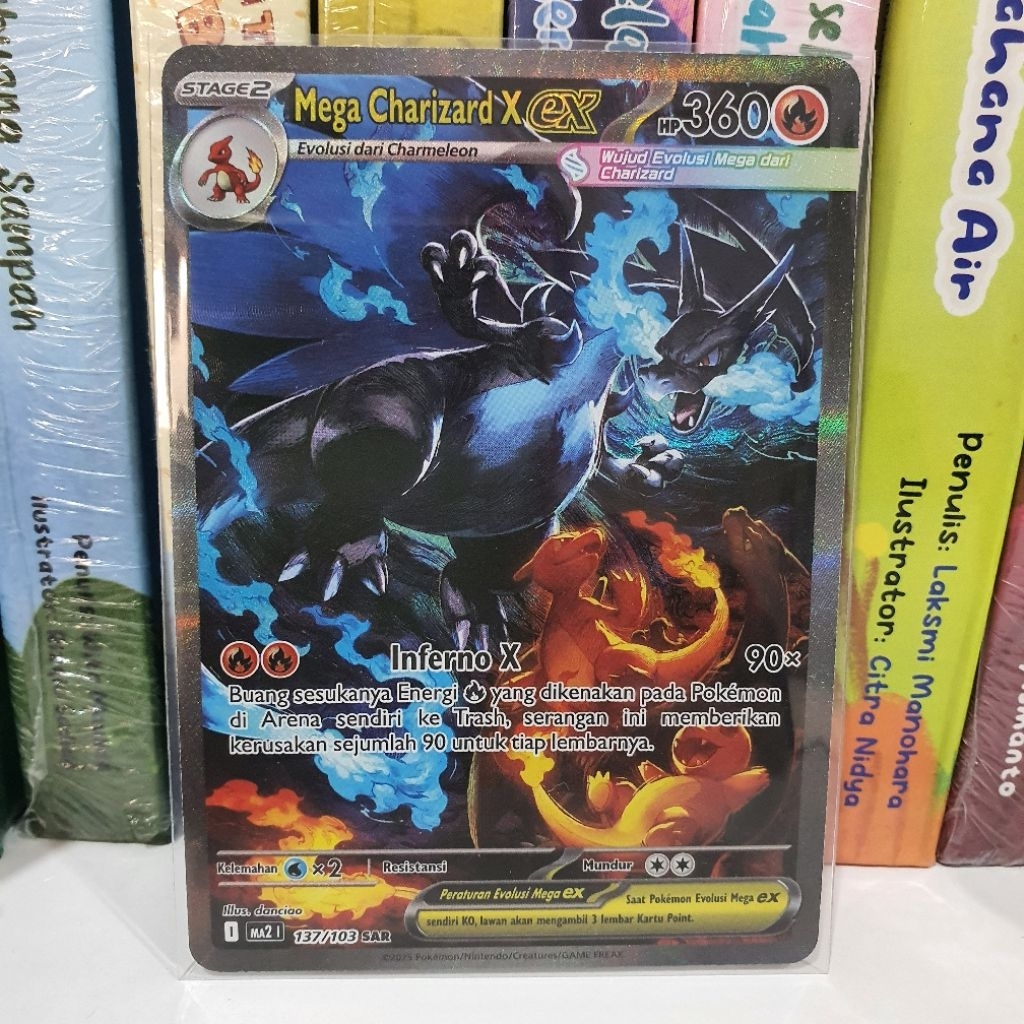 STAGE2
Mega Charizard X ex
HP 360
Evolusi dari Charmeleon
Wujud Evolusi Mega dari
Charizard
Inferno X 90×
Buang sesukanya Energi yang dikenakan pada Pokémon
di Arena sendiri ke Trash, serangan ini memberikan
kerusakan sejumlah 90 untuk tiap lembarnya.
Kelemahan ×2 Resistansi Mundur
Peraturan Evolusi Mega ex Saat Pokémon Evolusi Mega ex
sendiri KO, lawan akan mengambil 3 lembar Kartu Point.
Illus. danciao
I MA2 I 137/103 SAR
©2025 Pokémon/Nintendo/Creatures/GAME FREAK
Sampah
Air
Penulis: Laksmi Manohara
Ilustrator: Citra Nidya